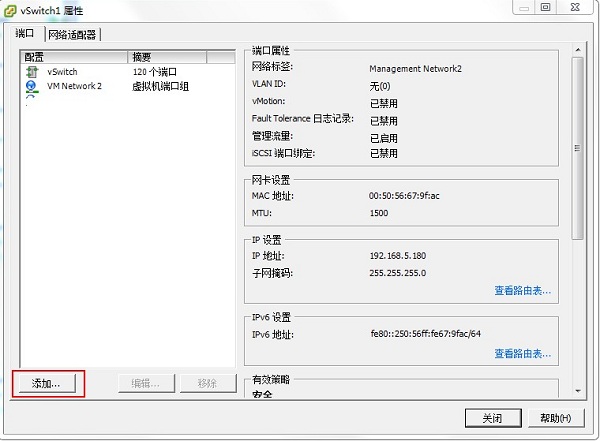 vSwitch1 属性
端口 网络适配器
配置 摘要
vSwitch 120 个端口
VM Network 2 虚拟机端口组
端口属性
网络标签: Management Network2
VLAN ID: 无(0)
vMotion: 已禁用
Fault Tolerance 日志记录: 已禁用
管理流量: 已启用
iSCSI 端口绑定: 已禁用
网卡设置
MAC 地址: 00:50:56:67:9f:ac
MTU: 1500
IP 设置
IP 地址: 192.168.5.180
子网掩码: 255.255.255.0
查看路由表...
IPv6 设置
IPv6 地址: fe80::250:56ff:fe67:9fac/64
查看路由表...
有效策略
安全
添加... 编辑... 移除
关闭 帮助(H)